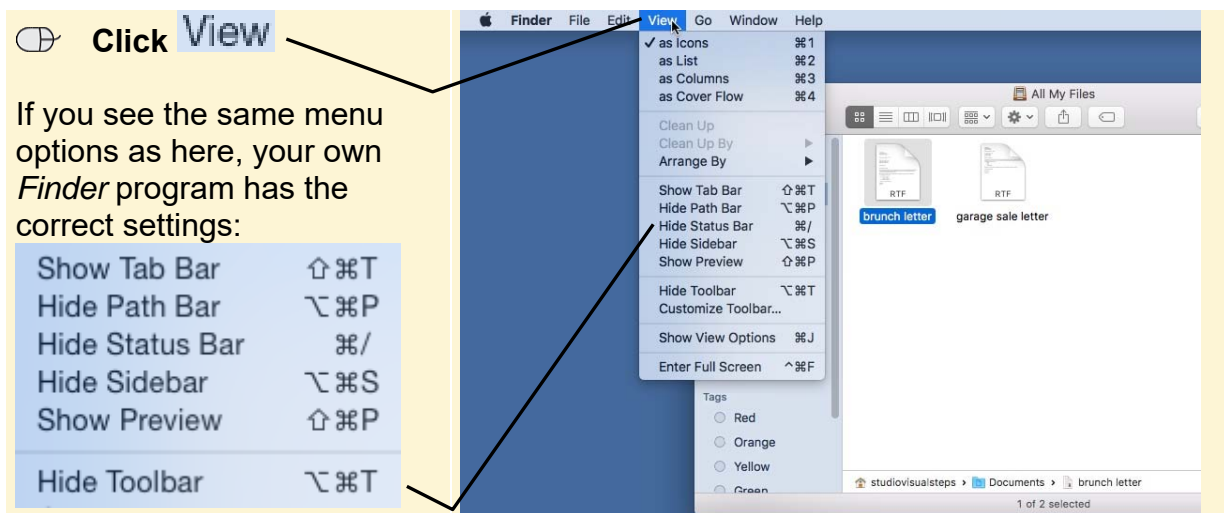 Click View
If you see the same menu
options as here, your own
Finder program has the
correct settings:
Show Tab Bar ⇧⌘T
Hide Path Bar ⌥⌘P
Hide Status Bar ⌘/
Hide Sidebar ⌥⌘S
Show Preview ⇧⌘P
Hide Toolbar ⌥⌘T
Finder File Edit View Go Window Help
✓ as Icons ⌘1
as List ⌘2
as Columns ⌘3
as Cover Flow ⌘4
Clean Up
Clean Up By
Arrange By
Show Tab Bar ⇧⌘T
Hide Path Bar ⌥⌘P
Hide Status Bar ⌘/
Hide Sidebar ⌥⌘S
Show Preview ⇧⌘P
Hide Toolbar ⌥⌘T
Customize Toolbar...
Show View Options ⌘J
Enter Full Screen ^⌘F
All My Files
RTF RTF
brunch letter garage sale letter
Tags
Red
Orange
Yellow
Green
studiovisualsteps › Documents › brunch letter
1 of 2 selected